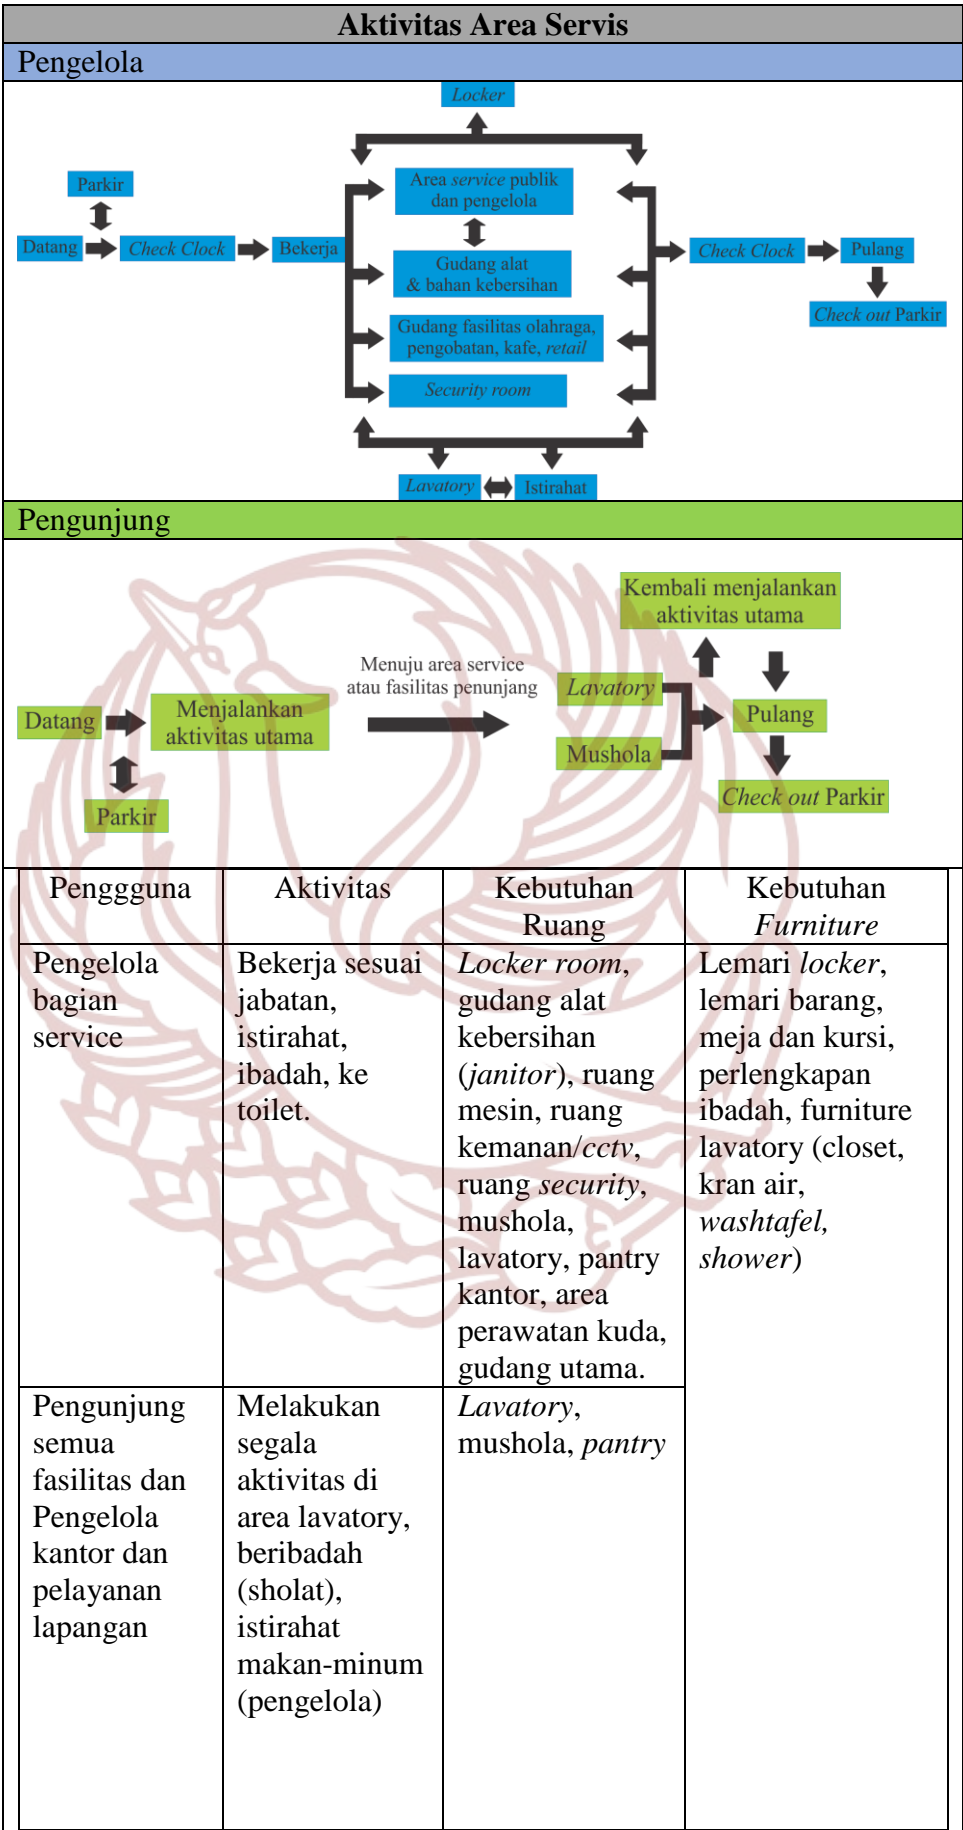 Aktivitas Area Servis
Pengelola
Locker
Parkir
Area service publik
dan pengelola
Datang
Check Clock
Bekerja
Gudang alat
& bahan kebersihan
Check Clock
Pulang
Check out Parkir
Gudang fasilitas olahraga,
pengobatan, kafe, retail
Security room
Lavatory
Istirahat
Pengunjung
Kembali menjalankan
aktivitas utama
Menuju area service
atau fasilitas penunjang
Lavatory
Datang
Menjalankan
aktivitas utama
Pulang
Mushola
Check out Parkir
Parkir
Penggguna
Aktivitas
Kebutuhan
Ruang
Kebutuhan
Furniture
Pengelola
bagian
service
Bekerja sesuai
jabatan,
istirahat,
ibadah, ke
toilet.
Locker room,
gudang alat
kebersihan
(janitor), ruang
mesin, ruang
kemanan/cctv,
ruang security,
mushola,
lavatory, pantry
kantor, area
perawatan kuda,
gudang utama.
Lemari locker,
lemari barang,
meja dan kursi,
perlengkapan
ibadah, furniture
lavatory (closet,
kran air,
washtafel,
shower)
Pengunjung
semua
fasilitas dan
Pengelola
kantor dan
pelayanan
lapangan
Melakukan
segala
aktivitas di
area lavatory,
beribadah
(sholat),
istirahat
makan-minum
(pengelola)
Lavatory,
mushola, pantry